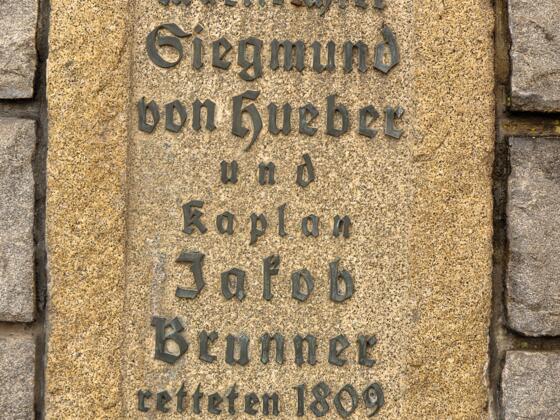 Siegmund
von Hueber
und
Kaplan
Jakob
Brunner
retteten 1809